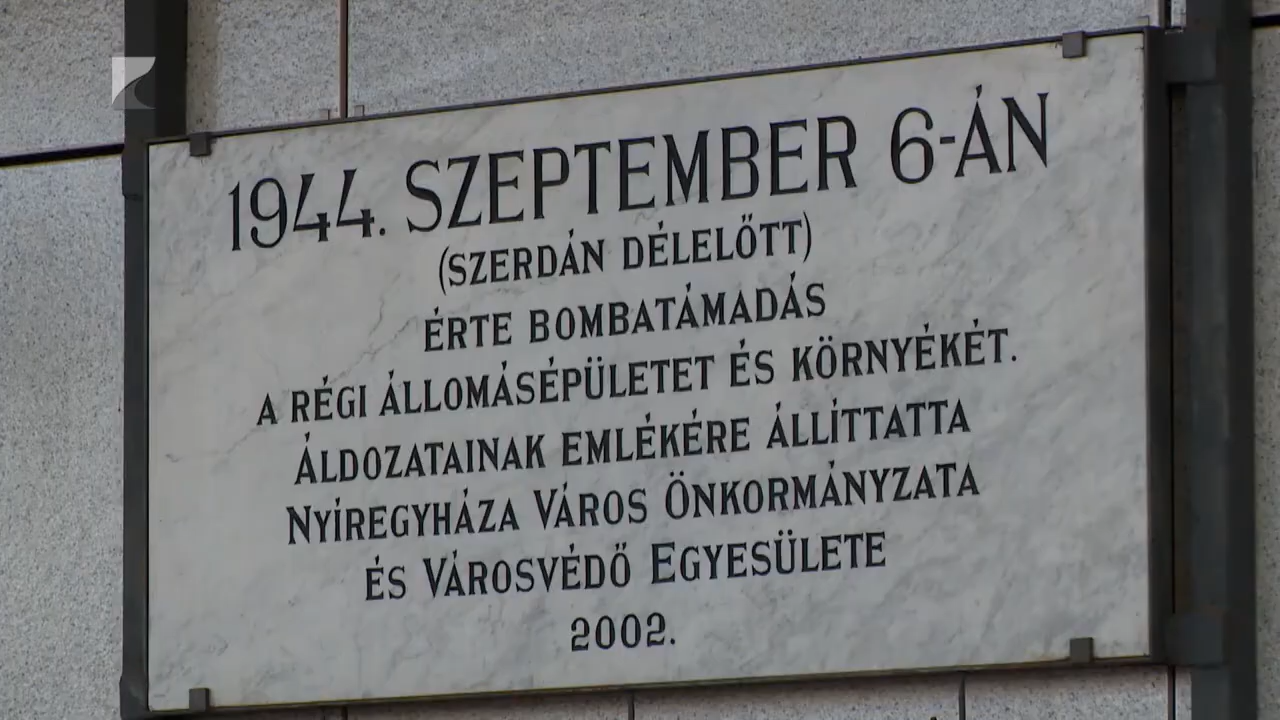 1944. SZEPTEMBER 6-ÁN
(SZERDÁN DÉLELŐTT)
ÉRTE BOMBATÁMADÁS
A RÉGI ÁLLOMÁSÉPÜLETET ÉS KÖRNYÉKÉT.
ÁLDOZATAINAK EMLÉKÉRE ÁLLÍTTATTA
NYÍREGYHÁZA VÁROS ÖNKORMÁNYZATA
ÉS VÁROSVÉDŐ EGYESÜLETE
2002.